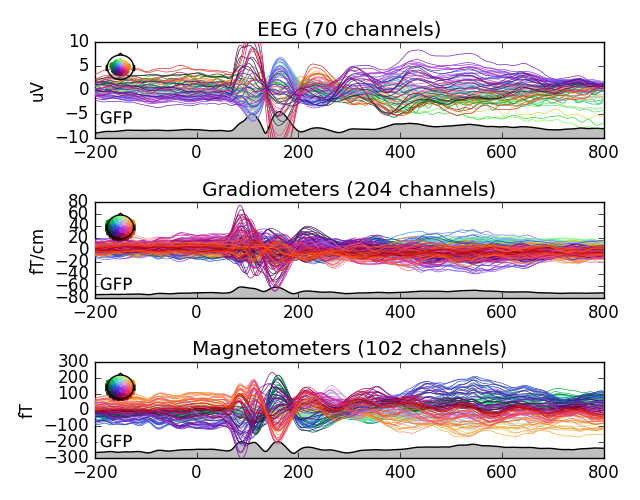 EEG (70 channels)
10
5
0
−5
−10
uV
GFP
−200 0 200 400 600 800
Gradiometers (204 channels)
80
60
40
20
0
−20
−40
−60
−80
fT/cm
GFP
−200 0 200 400 600 800
Magnetometers (102 channels)
300
200
100
0
−100
−200
−300
fT
GFP
−200 0 200 400 600 800